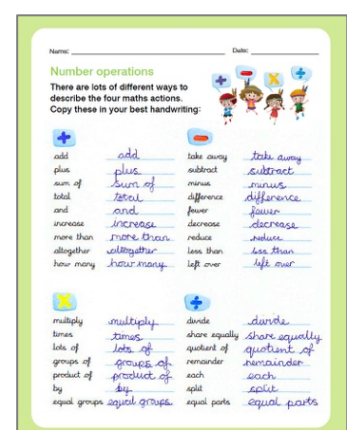 Name: Date:
Number operations
There are lots of different ways to
describe the four maths actions.
Copy these in your best handwriting:
+ - x ÷
+
add add
plus plus
sum of sum of
total total
and and
increase increase
more than more than
altogether altogether
how many how many
-
take away take away
subtract subtract
minus minus
difference difference
fewer fewer
decrease decrease
reduce reduce
less than less than
left over left over
x
multiply multiply
times times
lots of lots of
groups of groups of
product of product of
by by
equal groups equal groups
÷
divide divide
share equally share equally
quotient of quotient of
remainder remainder
each each
split split
equal parts equal parts